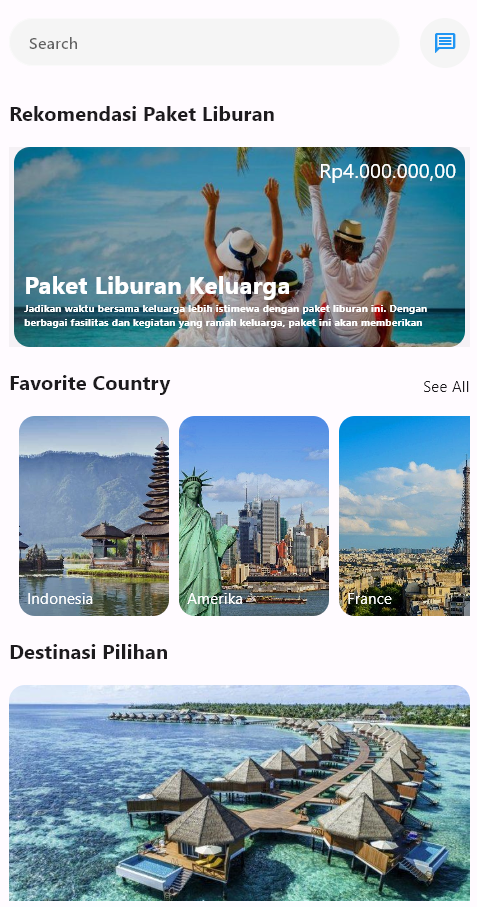 Search
Rekomendasi Paket Liburan
Rp4.000.000,00
Paket Liburan Keluarga
Jadikan waktu bersama keluarga lebih istimewa dengan paket liburan ini. Dengan
berbagai fasilitas dan kegiatan yang ramah keluarga, paket ini akan memberikan
Favorite Country
See All
Indonesia
Amerika
France
Destinasi Pilihan